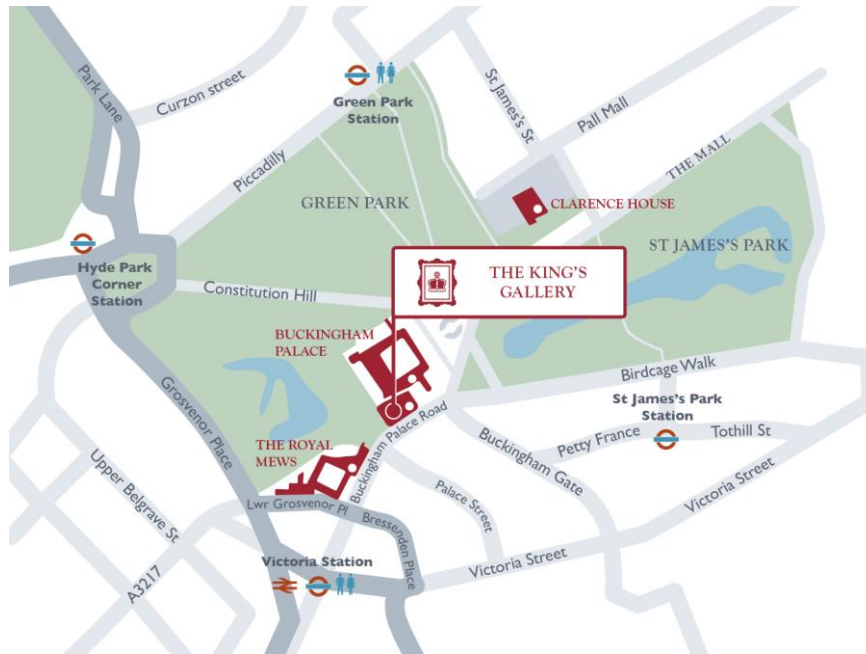 Park Lane
Curzon street
Green Park
Station
St James's St
Pall Mall
Piccadilly
THE MALL
GREEN PARK
CLARENCE HOUSE
ST JAMES'S PARK
Hyde Park
Corner
Station
THE KING'S
GALLERY
Constitution Hill
BUCKINGHAM
PALACE
Birdcage Walk
Grosvenor Place
St James's Park
Station
Buckingham Palace Road
Petty France
Tothill St
THE ROYAL
MEWS
Buckingham Gate
Upper Belgrave St
Palace Street
Victoria Street
Lwr Grosvenor Pl
Bressenden Place
Victoria Station
Victoria Street
A3217